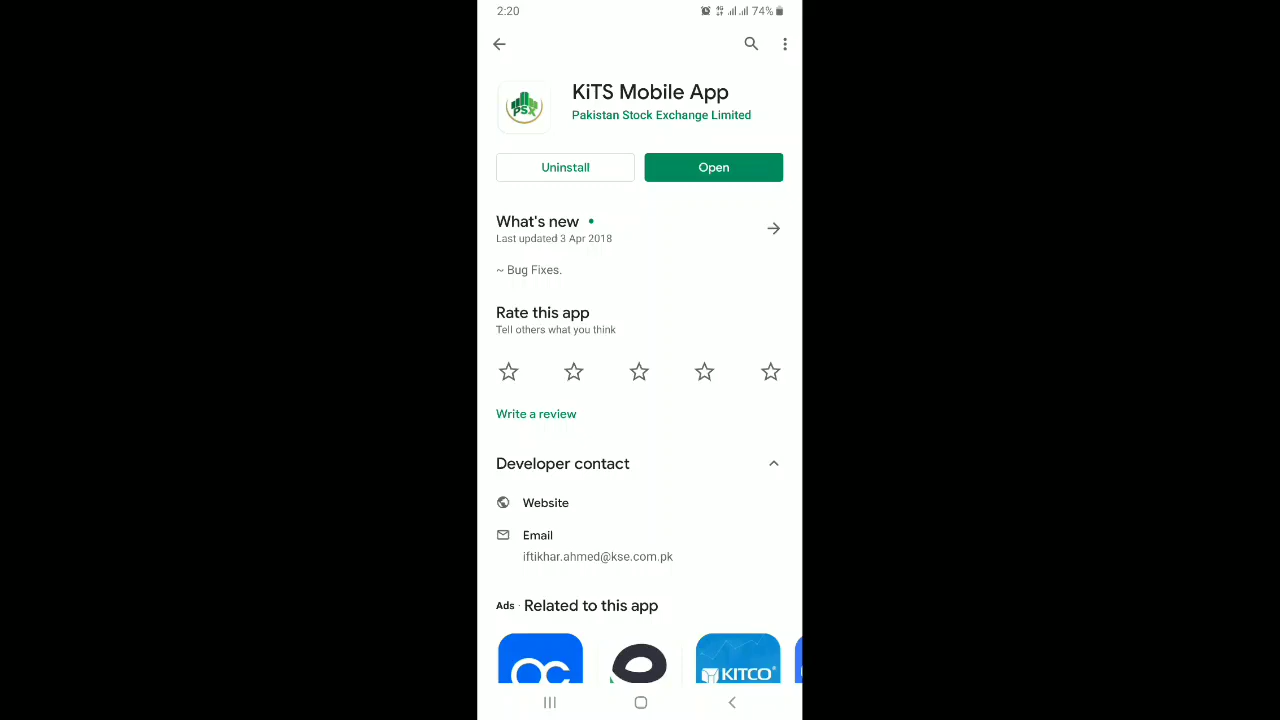 2:20
74%
KiTS Mobile App
PSX
Pakistan Stock Exchange Limited
Uninstall
Open
What's new
Last updated 3 Apr 2018
~ Bug Fixes.
Rate this app
Tell others what you think
Write a review
Developer contact
Website
Email
iftikhar.ahmed@kse.com.pk
Ads · Related to this app
OC
KITCO®